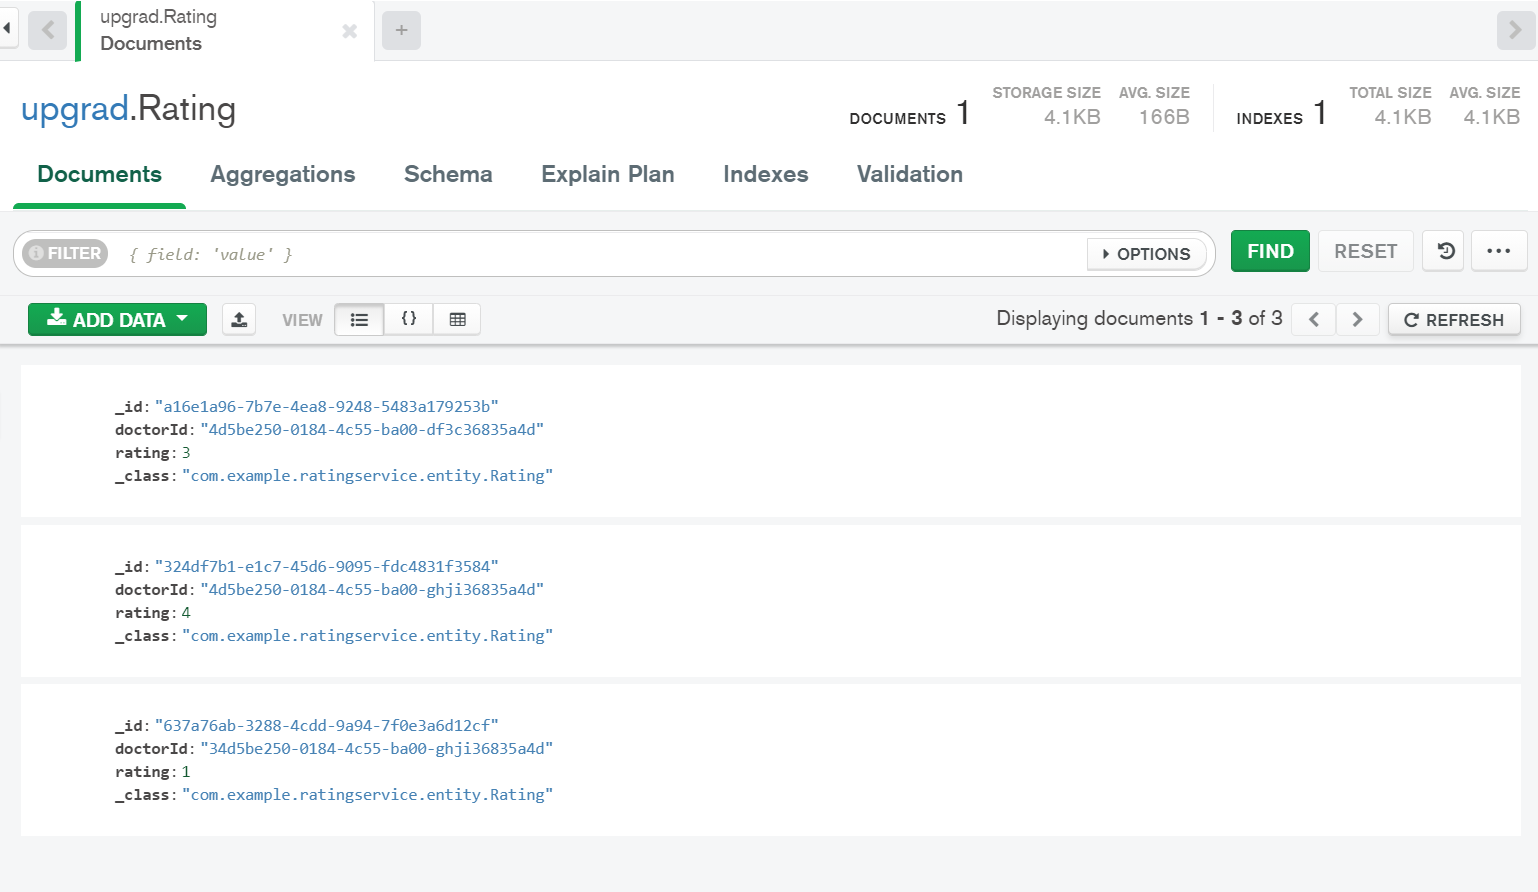 upgrad.Rating
Documents
upgrad.Rating
DOCUMENTS 1 STORAGE SIZE 4.1KB AVG. SIZE 166B INDEXES 1 TOTAL SIZE 4.1KB AVG. SIZE 4.1KB
Documents Aggregations Schema Explain Plan Indexes Validation
FILTER { field: 'value' } OPTIONS FIND RESET ...
ADD DATA VIEW {} Displaying documents 1 - 3 of 3 REFRESH
_id: "a16e1a96-7b7e-4ea8-9248-5483a179253b"
doctorId: "4d5be250-0184-4c55-ba00-df3c36835a4d"
rating: 3
_class: "com.example.ratingservice.entity.Rating"
_id: "324df7b1-e1c7-45d6-9095-fdc4831f3584"
doctorId: "4d5be250-0184-4c55-ba00-ghji36835a4d"
rating: 4
_class: "com.example.ratingservice.entity.Rating"
_id: "637a76ab-3288-4cdd-9a94-7f0e3a6d12cf"
doctorId: "34d5be250-0184-4c55-ba00-ghji36835a4d"
rating: 1
_class: "com.example.ratingservice.entity.Rating"